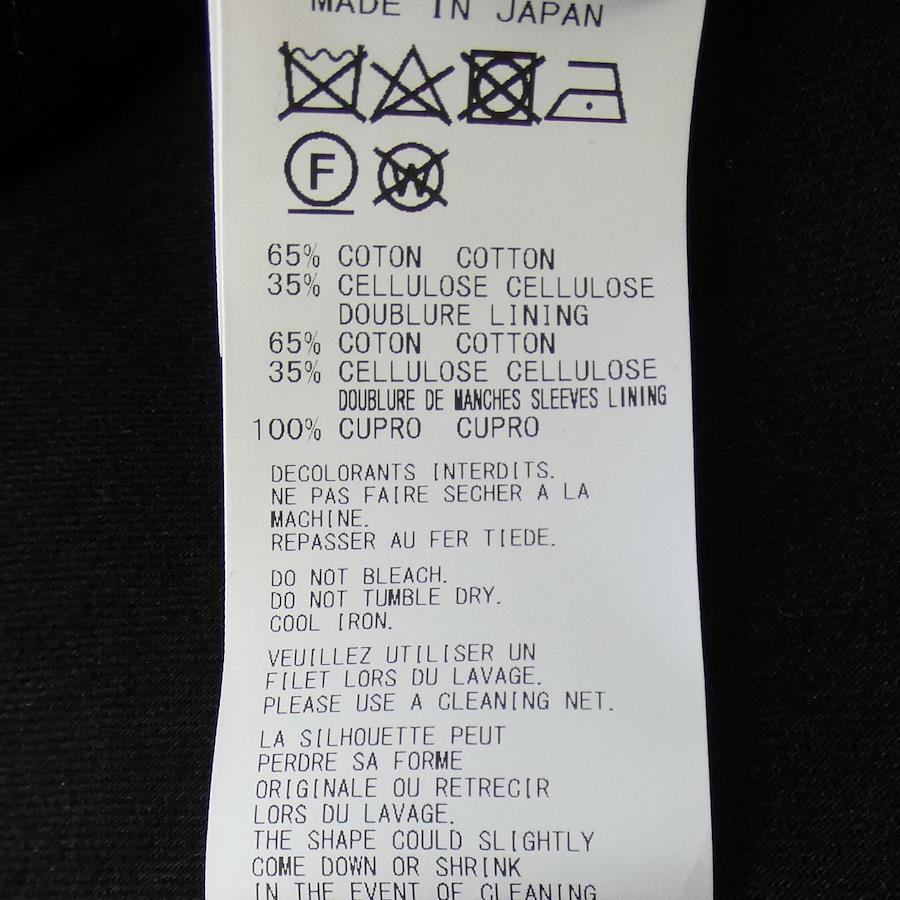 MADE IN JAPAN
F
W
65% COTON COTTON
35% CELLULOSE CELLULOSE
DOUBLURE LINING
65% COTON COTTON
35% CELLULOSE CELLULOSE
DOUBLURE DE MANCHES SLEEVES LINING
100% CUPRO CUPRO
DECOLORANTS INTERDITS.
NE PAS FAIRE SECHER A LA
MACHINE.
REPASSER AU FER TIEDE.
DO NOT BLEACH.
DO NOT TUMBLE DRY.
COOL IRON.
VEUILLEZ UTILISER UN
FILET LORS DU LAVAGE.
PLEASE USE A CLEANING NET.
LA SILHOUETTE PEUT
PERDRE SA FORME
ORIGINALE OU RETRECIR
LORS DU LAVAGE.
THE SHAPE COULD SLIGHTLY
COME DOWN OR SHRINK
IN THE EVENT OF CLEANING